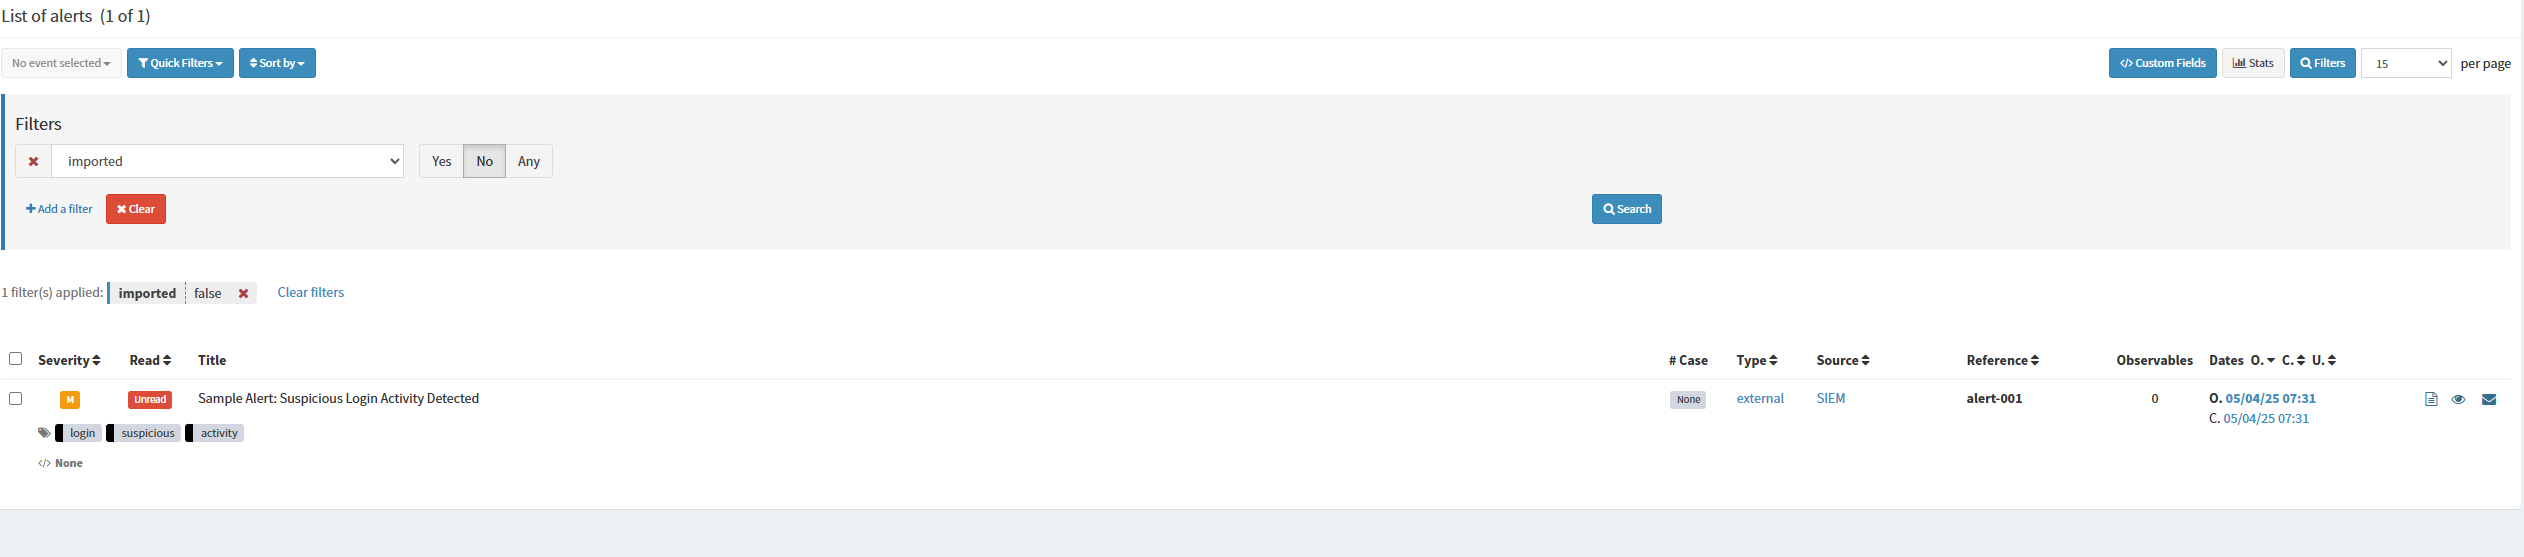 List of alerts (1 of 1)
No event selected Quick Filters Sort by Custom Fields Stats Filters 15 per page
Filters
imported Yes No Any
Add a filter Clear Search
1 filter(s) applied: imported false Clear filters
Severity Read Title # Case Type Source Reference Observables Dates O. C. U.
M Unread Sample Alert: Suspicious Login Activity Detected None external SIEM alert-001 0 O. 05/04/25 07:31
C. 05/04/25 07:31
login suspicious activity
</> None